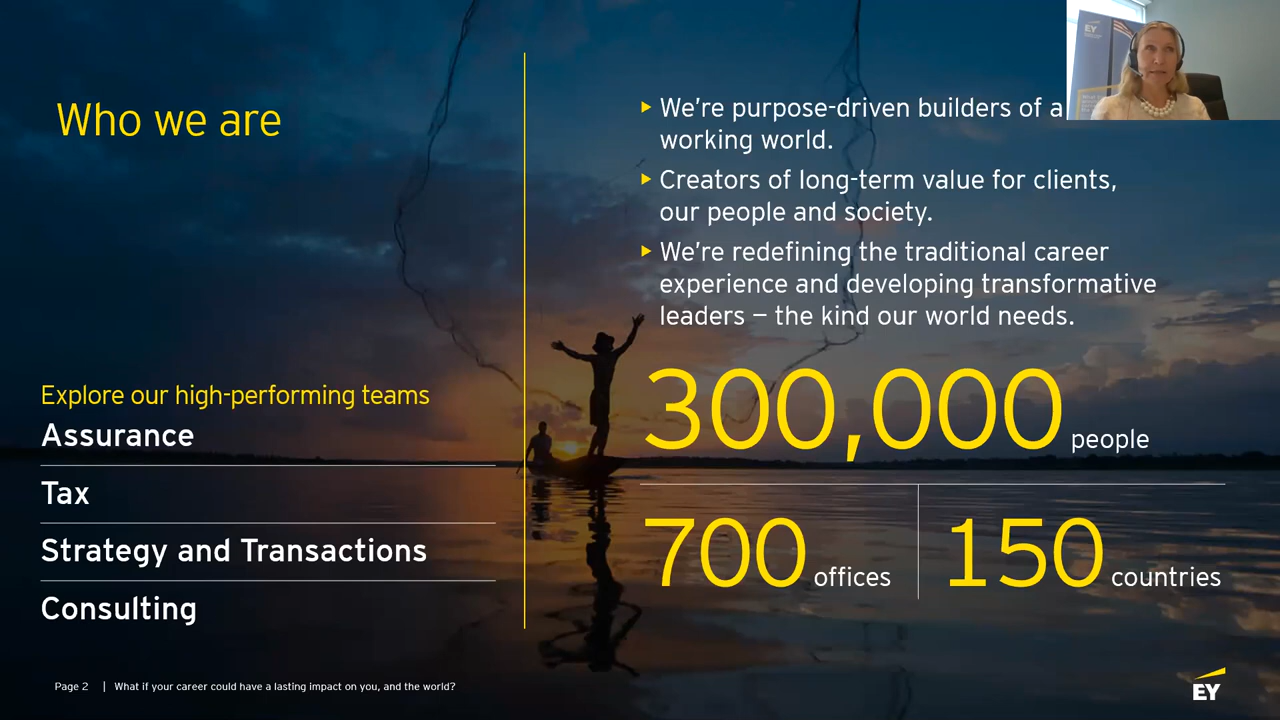 Who we are
Explore our high-performing teams
Assurance
Tax
Strategy and Transactions
Consulting
▶ We’re purpose-driven builders of a
working world.
▶ Creators of long-term value for clients,
our people and society.
▶ We’re redefining the traditional career
experience and developing transformative
leaders – the kind our world needs.
300,000 people
700 offices
150 countries
EY
Page 2 | What if your career could have a lasting impact on you, and the world?
EY